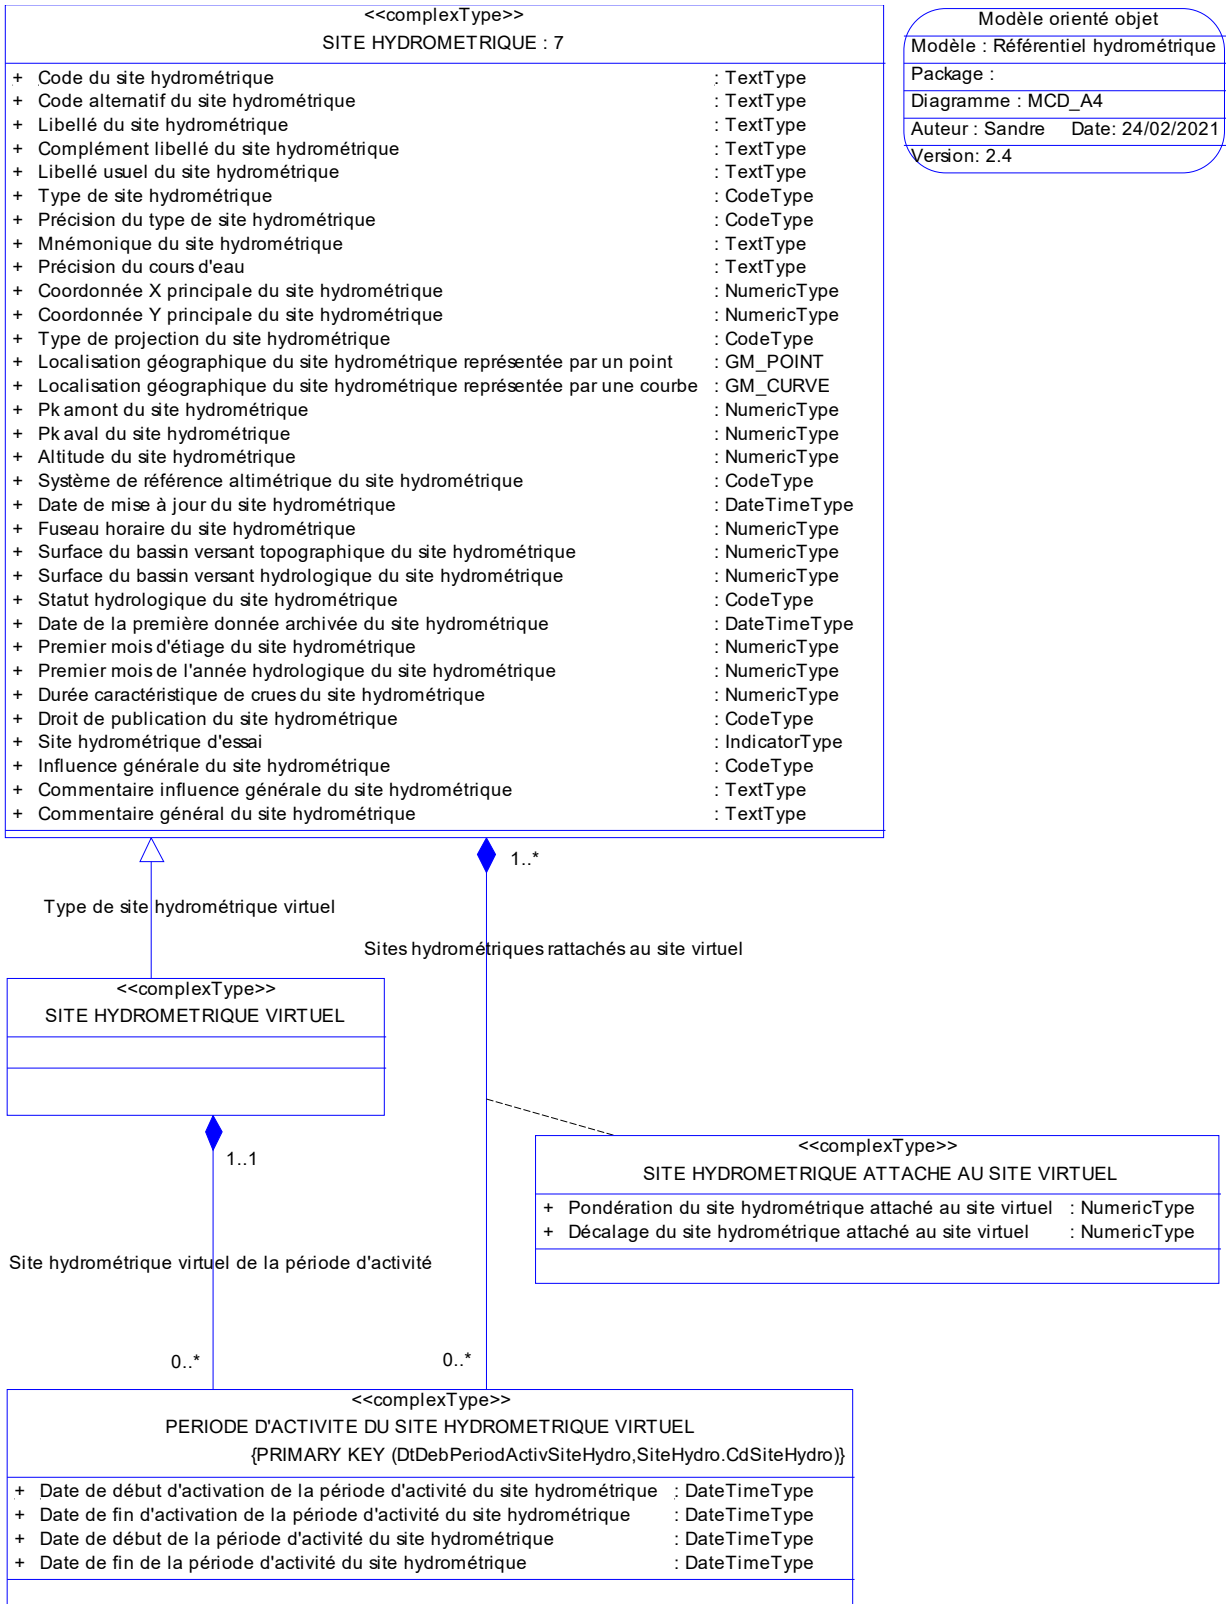 <<complexType>>
SITE HYDROMETRIQUE : 7
+ Code du site hydrométrique : TextType
+ Code alternatif du site hydrométrique : TextType
+ Libellé du site hydrométrique : TextType
+ Complément libellé du site hydrométrique : TextType
+ Libellé usuel du site hydrométrique : TextType
+ Type de site hydrométrique : CodeType
+ Précision du type de site hydrométrique : CodeType
+ Mnémonique du site hydrométrique : TextType
+ Précision du cours d'eau : TextType
+ Coordonnée X principale du site hydrométrique : NumericType
+ Coordonnée Y principale du site hydrométrique : NumericType
+ Type de projection du site hydrométrique : CodeType
+ Localisation géographique du site hydrométrique représentée par un point : GM_POINT
+ Localisation géographique du site hydrométrique représentée par une courbe : GM_CURVE
+ Pk amont du site hydrométrique : NumericType
+ Pk aval du site hydrométrique : NumericType
+ Altitude du site hydrométrique : NumericType
+ Système de référence altimétrique du site hydrométrique : CodeType
+ Date de mise à jour du site hydrométrique : DateTimeType
+ Fuseau horaire du site hydrométrique : NumericType
+ Surface du bassin versant topographique du site hydrométrique : NumericType
+ Surface du bassin versant hydrologique du site hydrométrique : NumericType
+ Statut hydrologique du site hydrométrique : CodeType
+ Date de la première donnée archivée du site hydrométrique : DateTimeType
+ Premier mois d'étiage du site hydrométrique : NumericType
+ Premier mois de l'année hydrologique du site hydrométrique : NumericType
+ Durée caractéristique de crues du site hydrométrique : NumericType
+ Droit de publication du site hydrométrique : CodeType
+ Site hydrométrique d'essai : IndicatorType
+ Influence générale du site hydrométrique : CodeType
+ Commentaire influence générale du site hydrométrique : TextType
+ Commentaire général du site hydrométrique : TextType
Modèle orienté objet
Modèle : Référentiel hydrométrique
Package :
Diagramme : MCD_A4
Auteur : Sandre Date: 24/02/2021
Version: 2.4
1..*
Type de site hydrométrique virtuel
Sites hydrométriques rattachés au site virtuel
<<complexType>>
SITE HYDROMETRIQUE VIRTUEL
1..1
<<complexType>>
SITE HYDROMETRIQUE ATTACHE AU SITE VIRTUEL
+ Pondération du site hydrométrique attaché au site virtuel : NumericType
+ Décalage du site hydrométrique attaché au site virtuel : NumericType
Site hydrométrique virtuel de la période d'activité
0..*
0..*
<<complexType>>
PERIODE D'ACTIVITE DU SITE HYDROMETRIQUE VIRTUEL
{PRIMARY KEY (DtDebPeriodActivSiteHydro,SiteHydro.CdSiteHydro)}
+ Date de début d'activation de la période d'activité du site hydrométrique : DateTimeType
+ Date de fin d'activation de la période d'activité du site hydrométrique : DateTimeType
+ Date de début de la période d'activité du site hydrométrique : DateTimeType
+ Date de fin de la période d'activité du site hydrométrique : DateTimeType